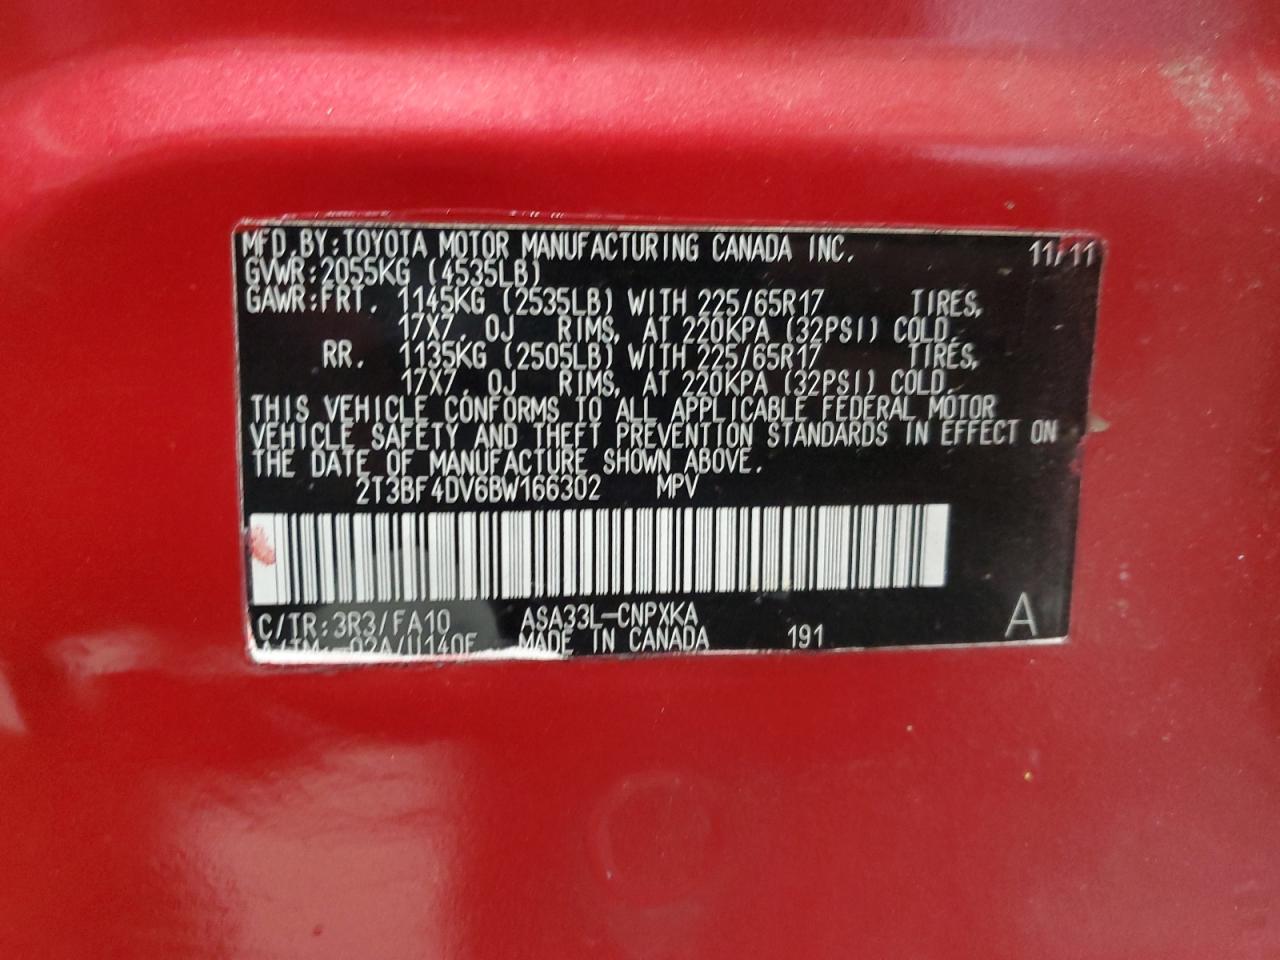 MFD.BY:TOYOTA MOTOR MANUFACTURING CANADA INC. 11/11
GVWR:2055KG (4535LB)
GAWR:FRT. 1145KG (2535LB) WITH 225/65R17 TIRES,
17X7.0J RIMS, AT 220KPA (32PSI) COLD.
RR. 1135KG (2505LB) WITH 225/65R17 TIRES,
17X7.0J RIMS, AT 220KPA (32PSI) COLD.
THIS VEHICLE CONFORMS TO ALL APPLICABLE FEDERAL MOTOR
VEHICLE SAFETY AND THEFT PREVENTION STANDARDS IN EFFECT ON
THE DATE OF MANUFACTURE SHOWN ABOVE.
2T3BF4DV6BW166302 MPV
C/TR:3R3/FA10 ASA33L-CNPXKA
A/TM:-02A/U140F MADE IN CANADA 191 A